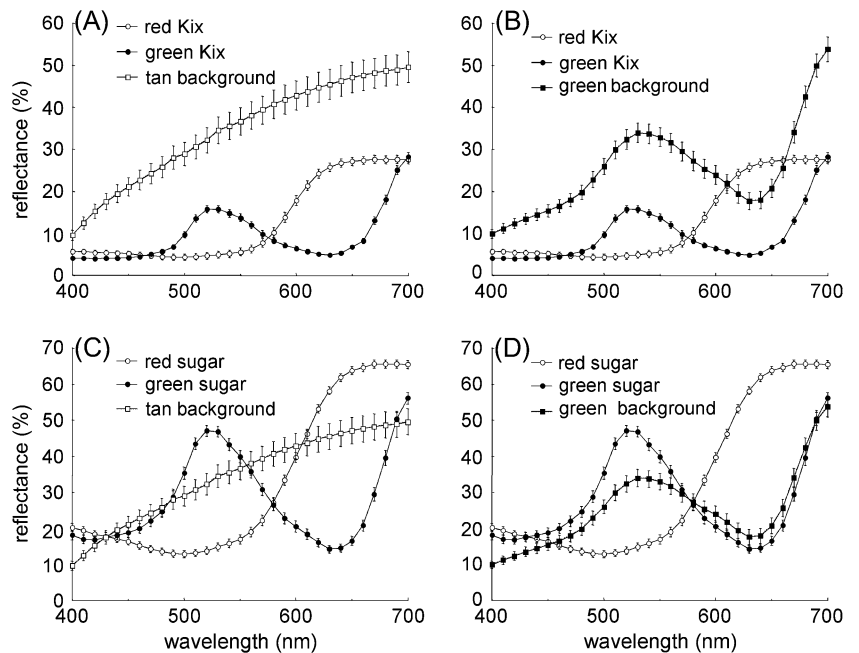 (A)
red Kix
green Kix
tan background
reflectance (%)
60
50
40
30
20
10
0
400
500
600
700
(B)
red Kix
green Kix
green background
60
50
40
30
20
10
0
400
500
600
700
(C)
red sugar
green sugar
tan background
reflectance (%)
70
60
50
40
30
20
10
0
400
500
600
700
wavelength (nm)
(D)
red sugar
green sugar
green background
70
60
50
40
30
20
10
0
400
500
600
700
wavelength (nm)